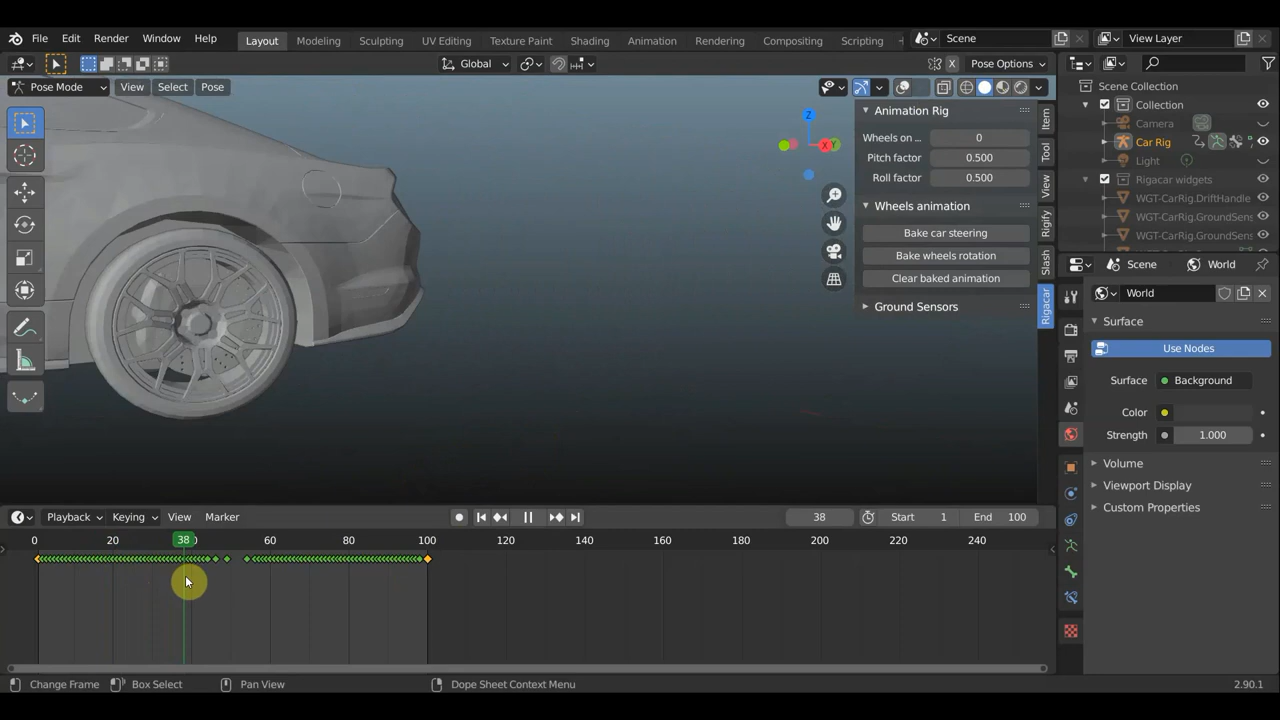 File Edit Render Window Help Layout Modeling Sculpting UV Editing Texture Paint Shading Animation Rendering Compositing Scripting Scene View Layer
Global X Pose Options
Pose Mode View Select Pose
Scene Collection
Collection
Camera
Car Rig
Light
Rigacar widgets
WGT-CarRig.DriftHandle
WGT-CarRig.GroundSens
WGT-CarRig.GroundSens
Z
X Y
Animation Rig
Wheels on ... 0
Pitch factor 0.500
Roll factor 0.500
Wheels animation
Bake car steering
Bake wheels rotation
Clear baked animation
Ground Sensors
Item
Tool
View
Rigify
Slash
Rigacar
Scene World
World
Surface
Use Nodes
Surface Background
Color
Strength 1.000
Volume
Viewport Display
Custom Properties
Playback Keying View Marker 38 Start 1 End 100
0 20 38 60 80 100 120 140 160 180 200 220 240
Change Frame Box Select Pan View Dope Sheet Context Menu 2.90.1